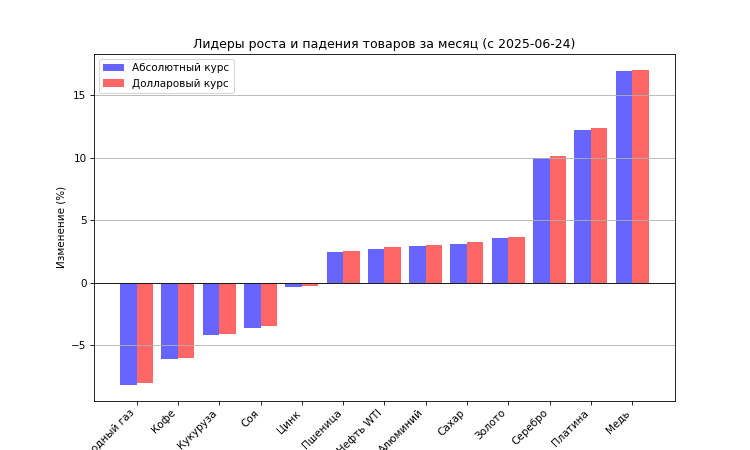 Лидеры роста и падения товаров за месяц (с 2025-06-24)
Абсолютный курс
Долларовый курс
Изменение (%)
15
10
5
0
−5
одный газ
Кофе
Кукуруза
Соя
Цинк
Пшеница
Нефть WTI
Алюминий
Сахар
Золото
Серебро
Платина
Медь